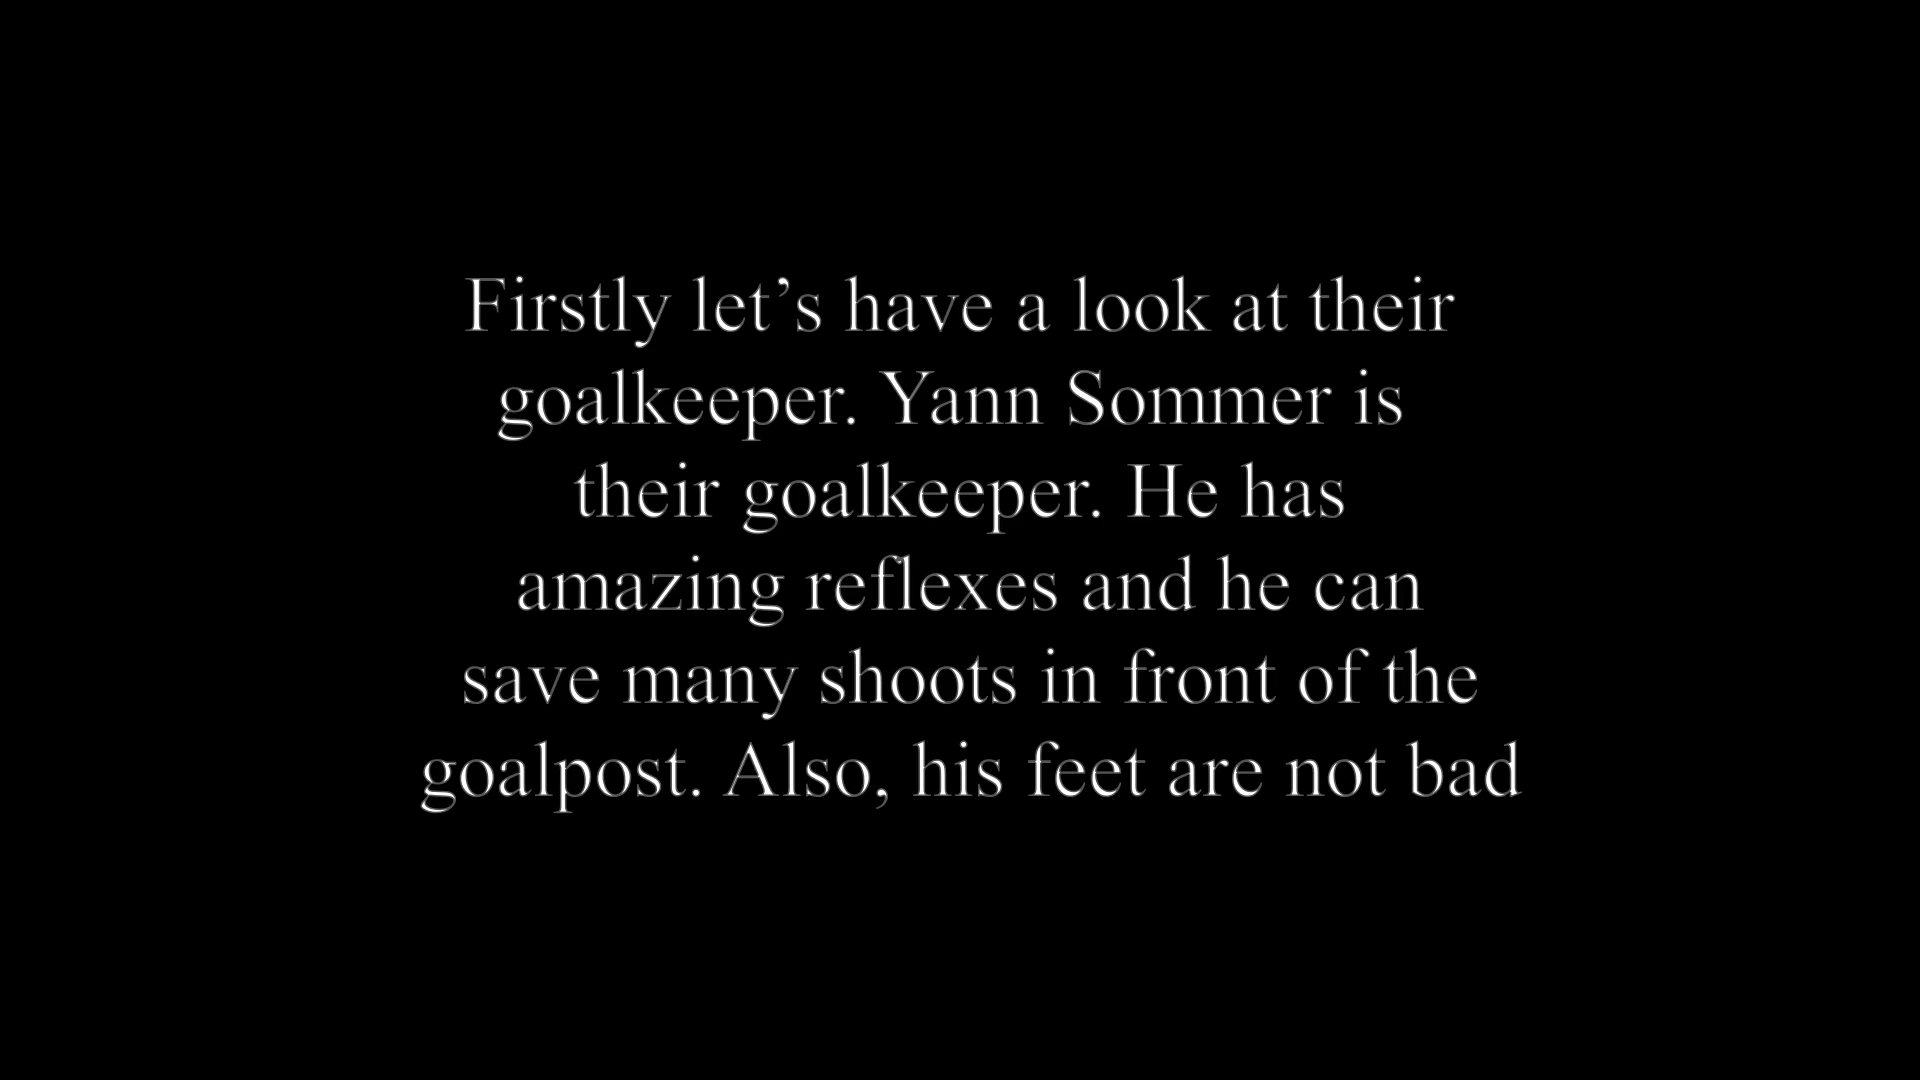 Firstly let’s have a look at their
goalkeeper. Yann Sommer is
their goalkeeper. He has
amazing reflexes and he can
save many shoots in front of the
goalpost. Also, his feet are not bad